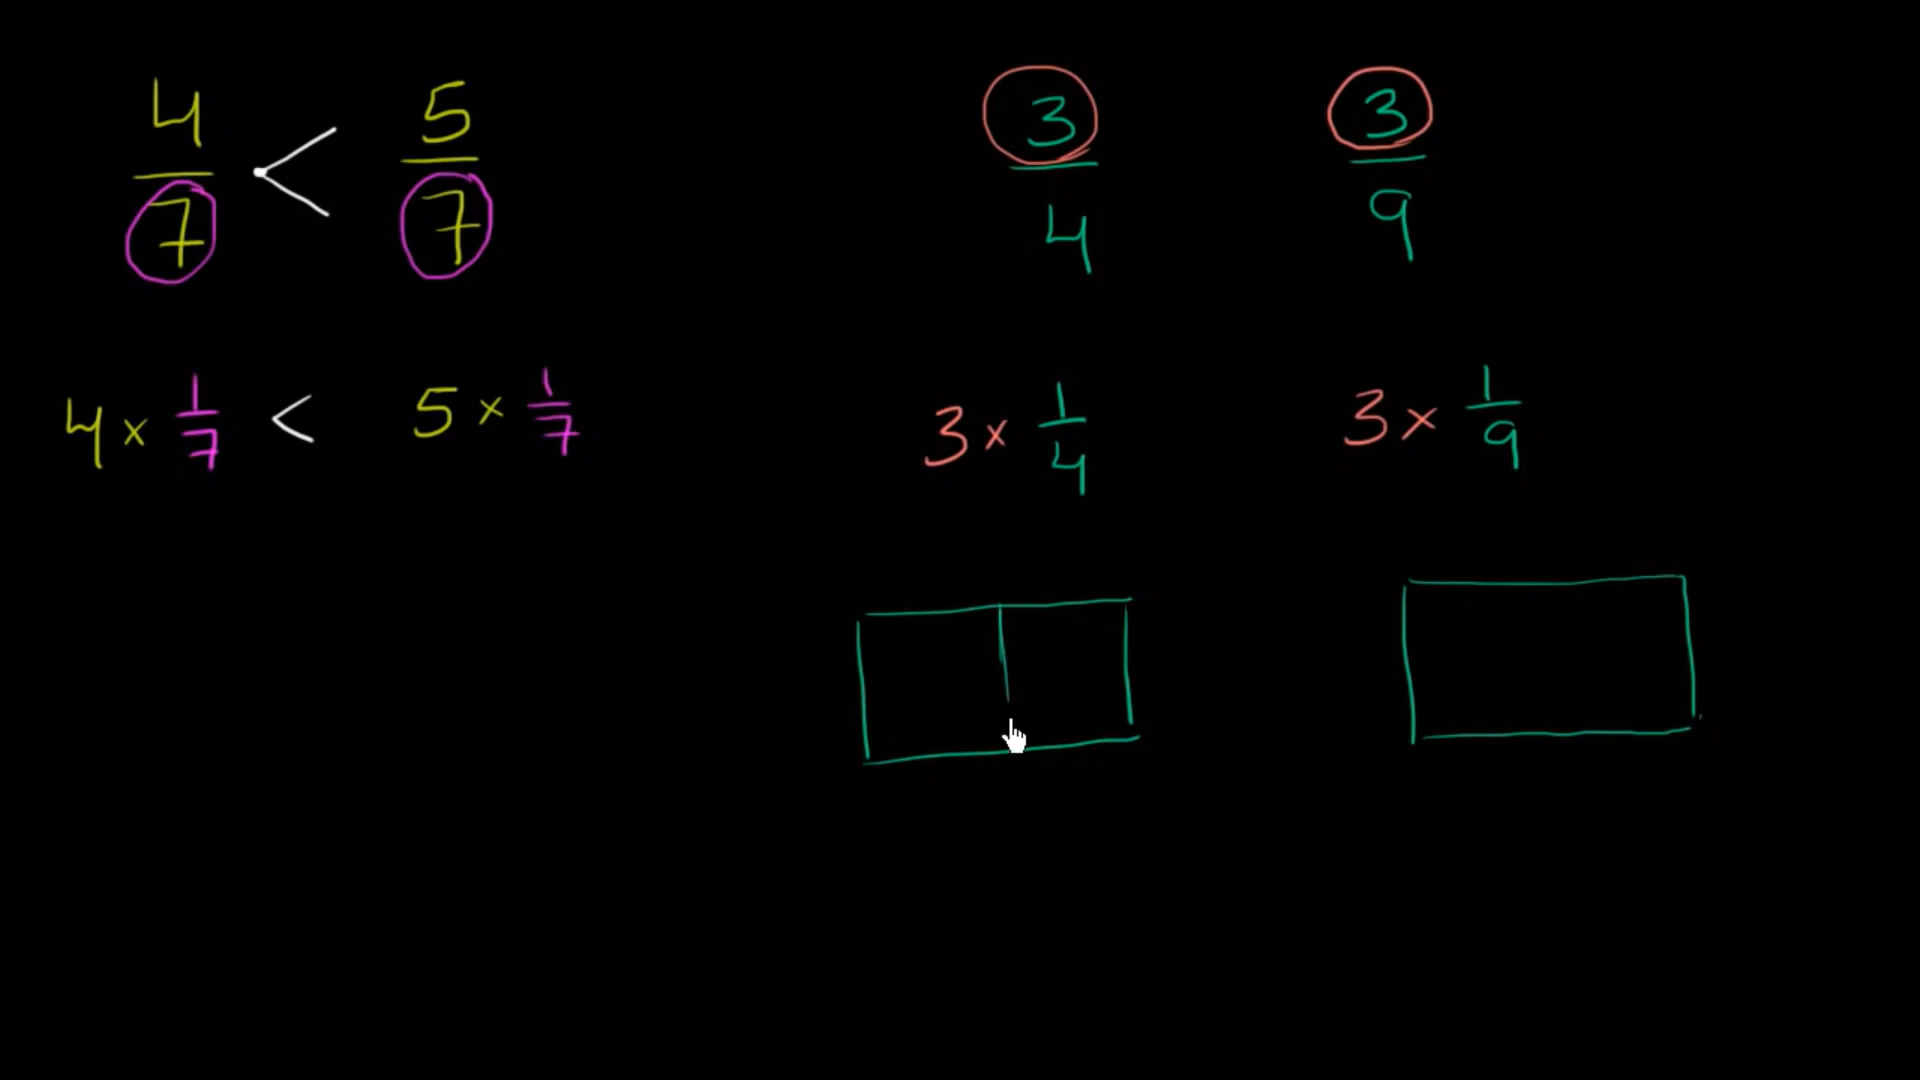 4/7 < 5/7
3/4 3/9
4 × 1/7 < 5 × 1/7
3 × 1/4 3 × 1/9